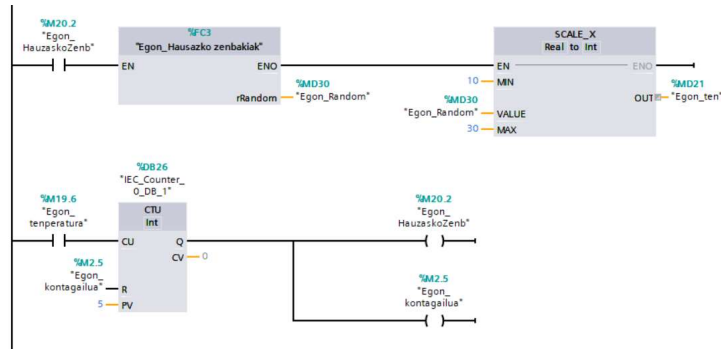 %M20.2
"Egon_
HauzaskoZenb"
%FC3
"Egon_Hausazko zenbakiak"
EN
ENO
rRandom
%MD30
"Egon_Random"
SCALE_X
Real to Int
EN
ENO
10
MIN
%MD30
"Egon_Random"
VALUE
30
MAX
OUT
%MD21
"Egon_ten"
%DB26
"IEC_Counter_
0_DB_1"
CTU
Int
%M19.6
"Egon_
tenperatura"
CU
Q
CV
0
%M2.5
"Egon_
kontagailua"
R
5
PV
%M20.2
"Egon_
HauzaskoZenb"
%M2.5
"Egon_
kontagailua"